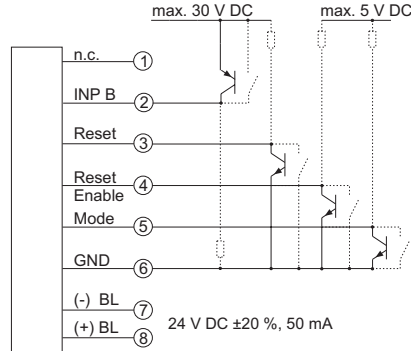 max. 30 V DC
max. 5 V DC
n.c.
1
INP B
2
Reset
3
Reset
Enable
4
Mode
5
GND
6
(-) BL
7
(+) BL
8
24 V DC ±20 %, 50 mA